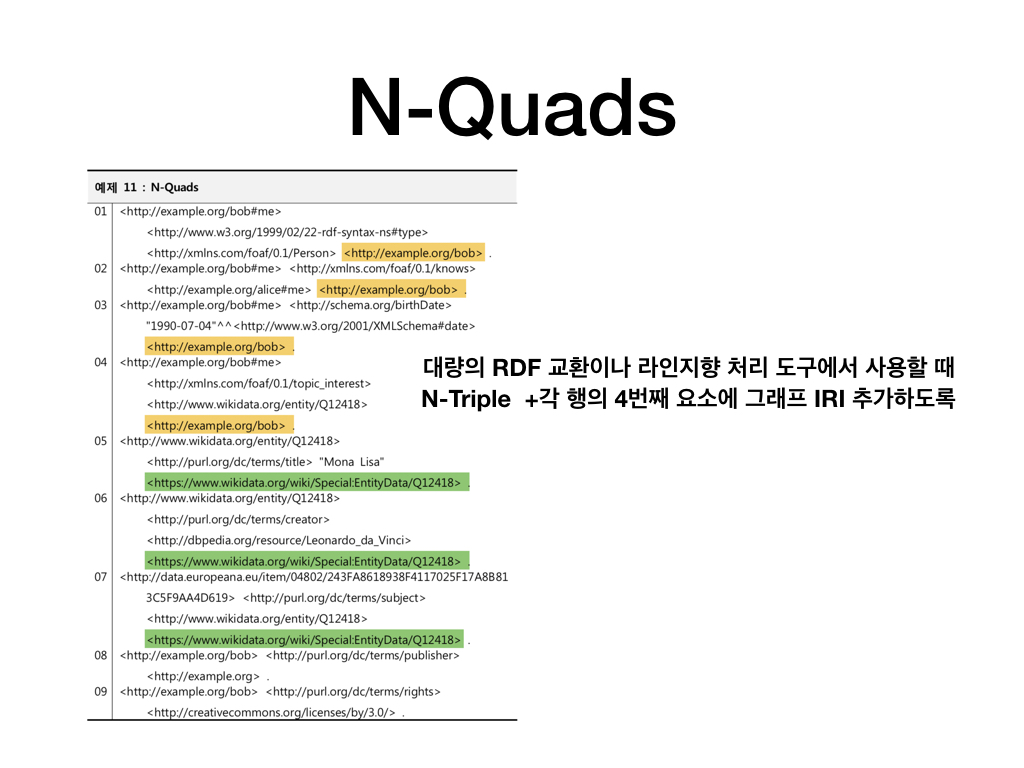 N-Quads
예제 11 : N-Quads
01 <http://example.org/bob#me>
<http://www.w3.org/1999/02/22-rdf-syntax-ns#type>
<http://xmlns.com/foaf/0.1/Person> <http://example.org/bob> .
02 <http://example.org/bob#me> <http://xmlns.com/foaf/0.1/knows>
<http://example.org/alice#me> <http://example.org/bob> .
03 <http://example.org/bob#me> <http://schema.org/birthDate>
"1990-07-04"^^<http://www.w3.org/2001/XMLSchema#date>
<http://example.org/bob> .
04 <http://example.org/bob#me>
<http://xmlns.com/foaf/0.1/topic_interest>
<http://www.wikidata.org/entity/Q12418>
<http://example.org/bob> .
05 <http://www.wikidata.org/entity/Q12418>
<http://purl.org/dc/terms/title> "Mona Lisa"
<https://www.wikidata.org/wiki/Special:EntityData/Q12418> .
06 <http://www.wikidata.org/entity/Q12418>
<http://purl.org/dc/terms/creator>
<http://dbpedia.org/resource/Leonardo_da_Vinci>
<https://www.wikidata.org/wiki/Special:EntityData/Q12418> .
07 <http://data.europeana.eu/item/04802/243FA8618938F4117025F17A8B81
3C5F9AA4D619> <http://purl.org/dc/terms/subject>
<http://www.wikidata.org/entity/Q12418>
<https://www.wikidata.org/wiki/Special:EntityData/Q12418> .
08 <http://example.org/bob> <http://purl.org/dc/terms/publisher>
<http://example.org> .
09 <http://example.org/bob> <http://purl.org/dc/terms/rights>
<http://creativecommons.org/licenses/by/3.0/> .
대량의 RDF 교환이나 라인지향 처리 도구에서 사용할 때
N-Triple +각 행의 4번째 요소에 그래프 IRI 추가하도록